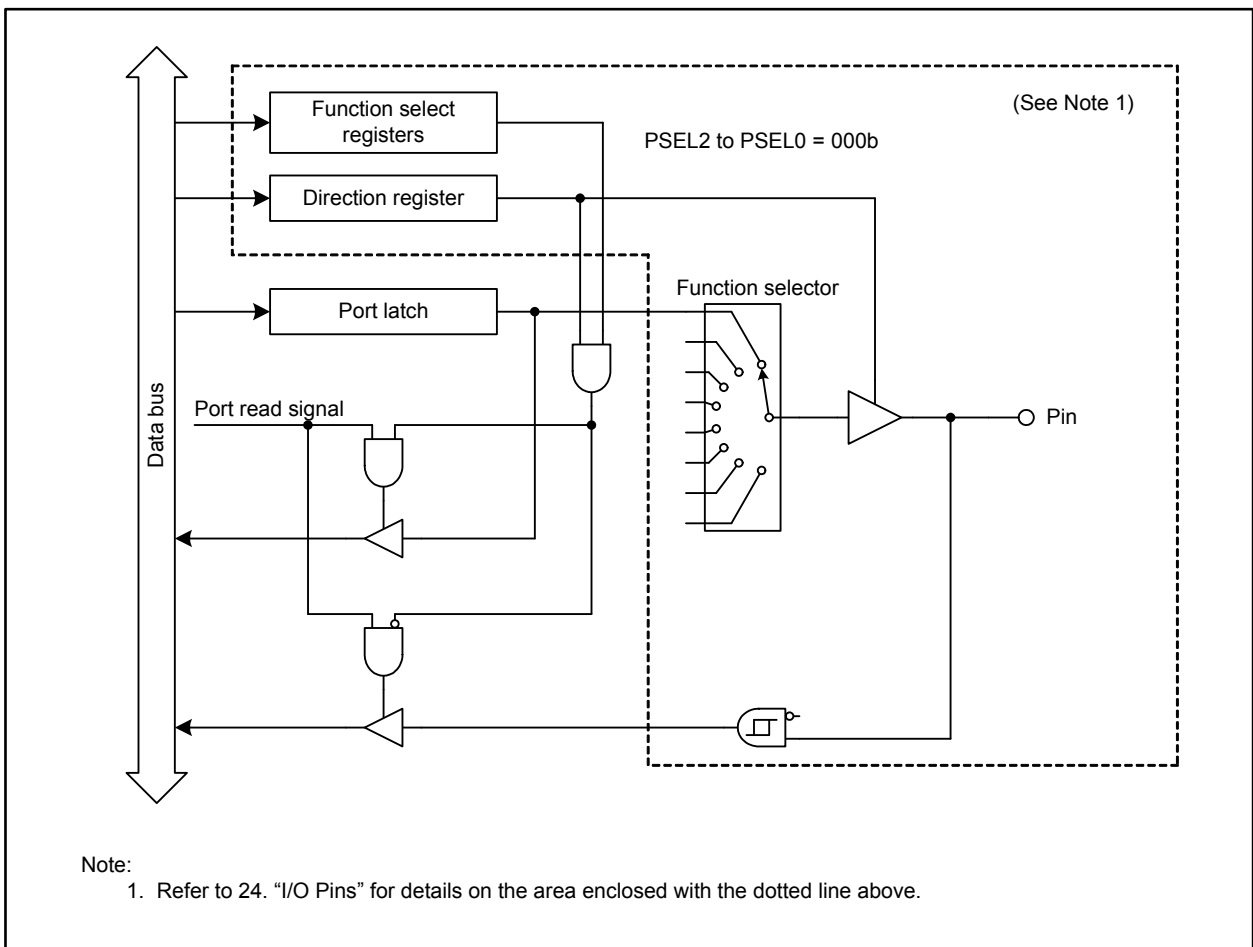 (See Note 1)
Function select
registers
PSEL2 to PSEL0 = 000b
Direction register
Function selector
Port latch
Data bus
Port read signal
Pin
Note:
1. Refer to 24. “I/O Pins” for details on the area enclosed with the dotted line above.